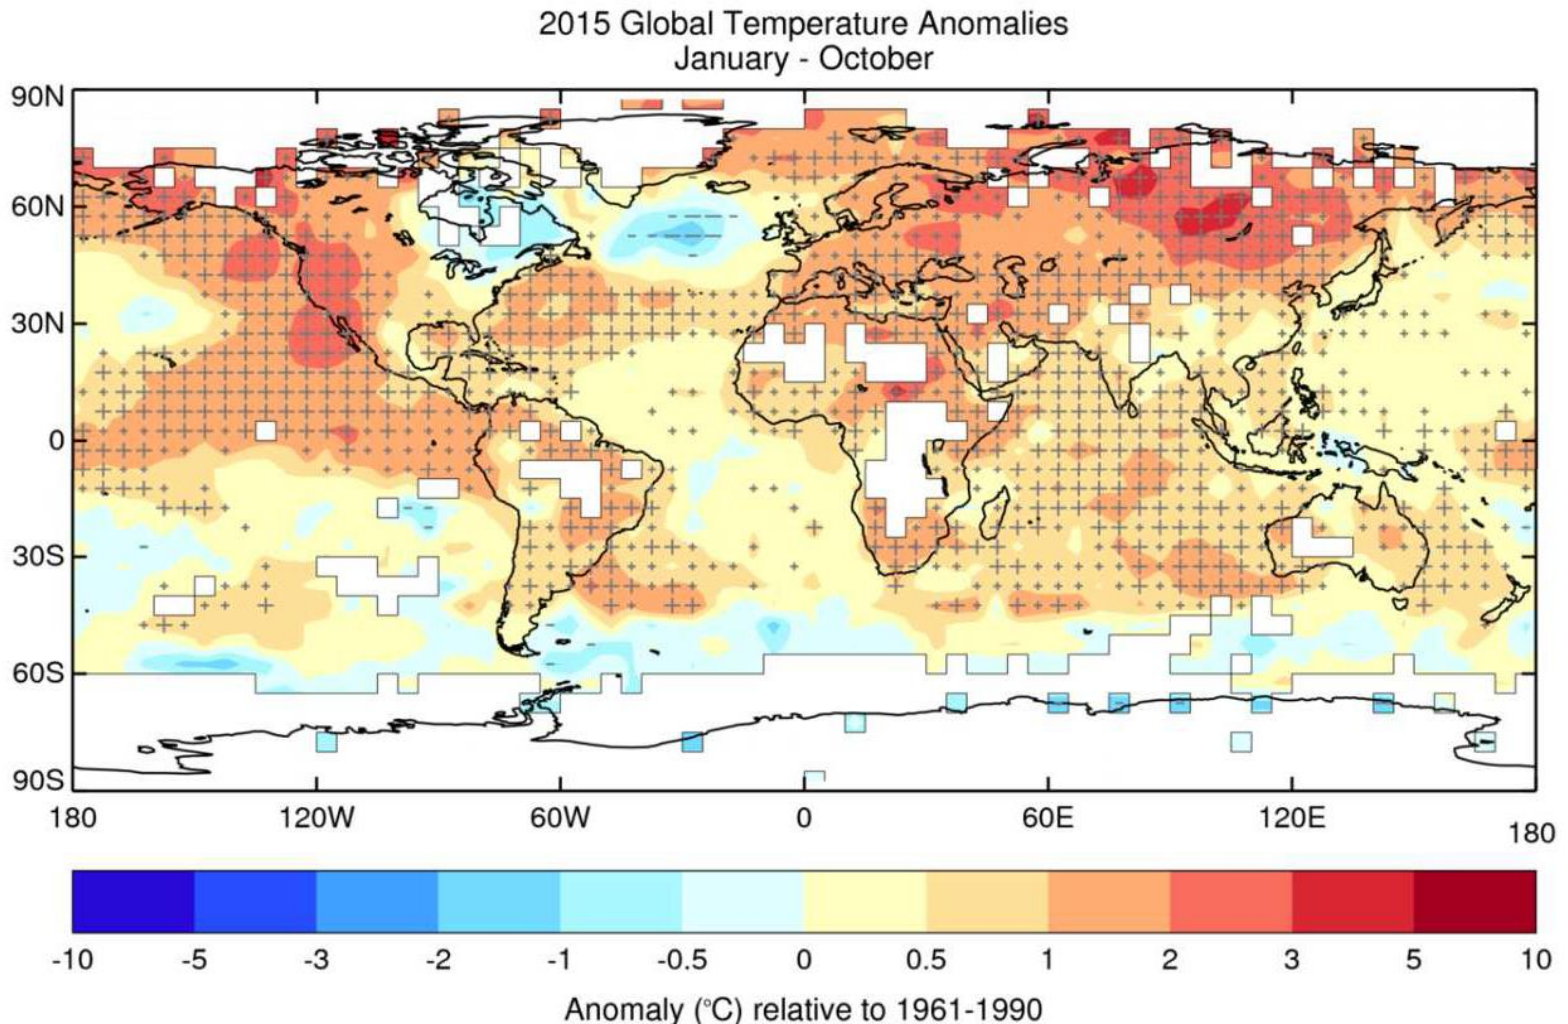 2015 Global Temperature Anomalies
January - October
90N
60N
30N
0
30S
60S
90S
180 120W 60W 0 60E 120E 180
-10 -5 -3 -2 -1 -0.5 0 0.5 1 2 3 5 10
Anomaly (°C) relative to 1961-1990